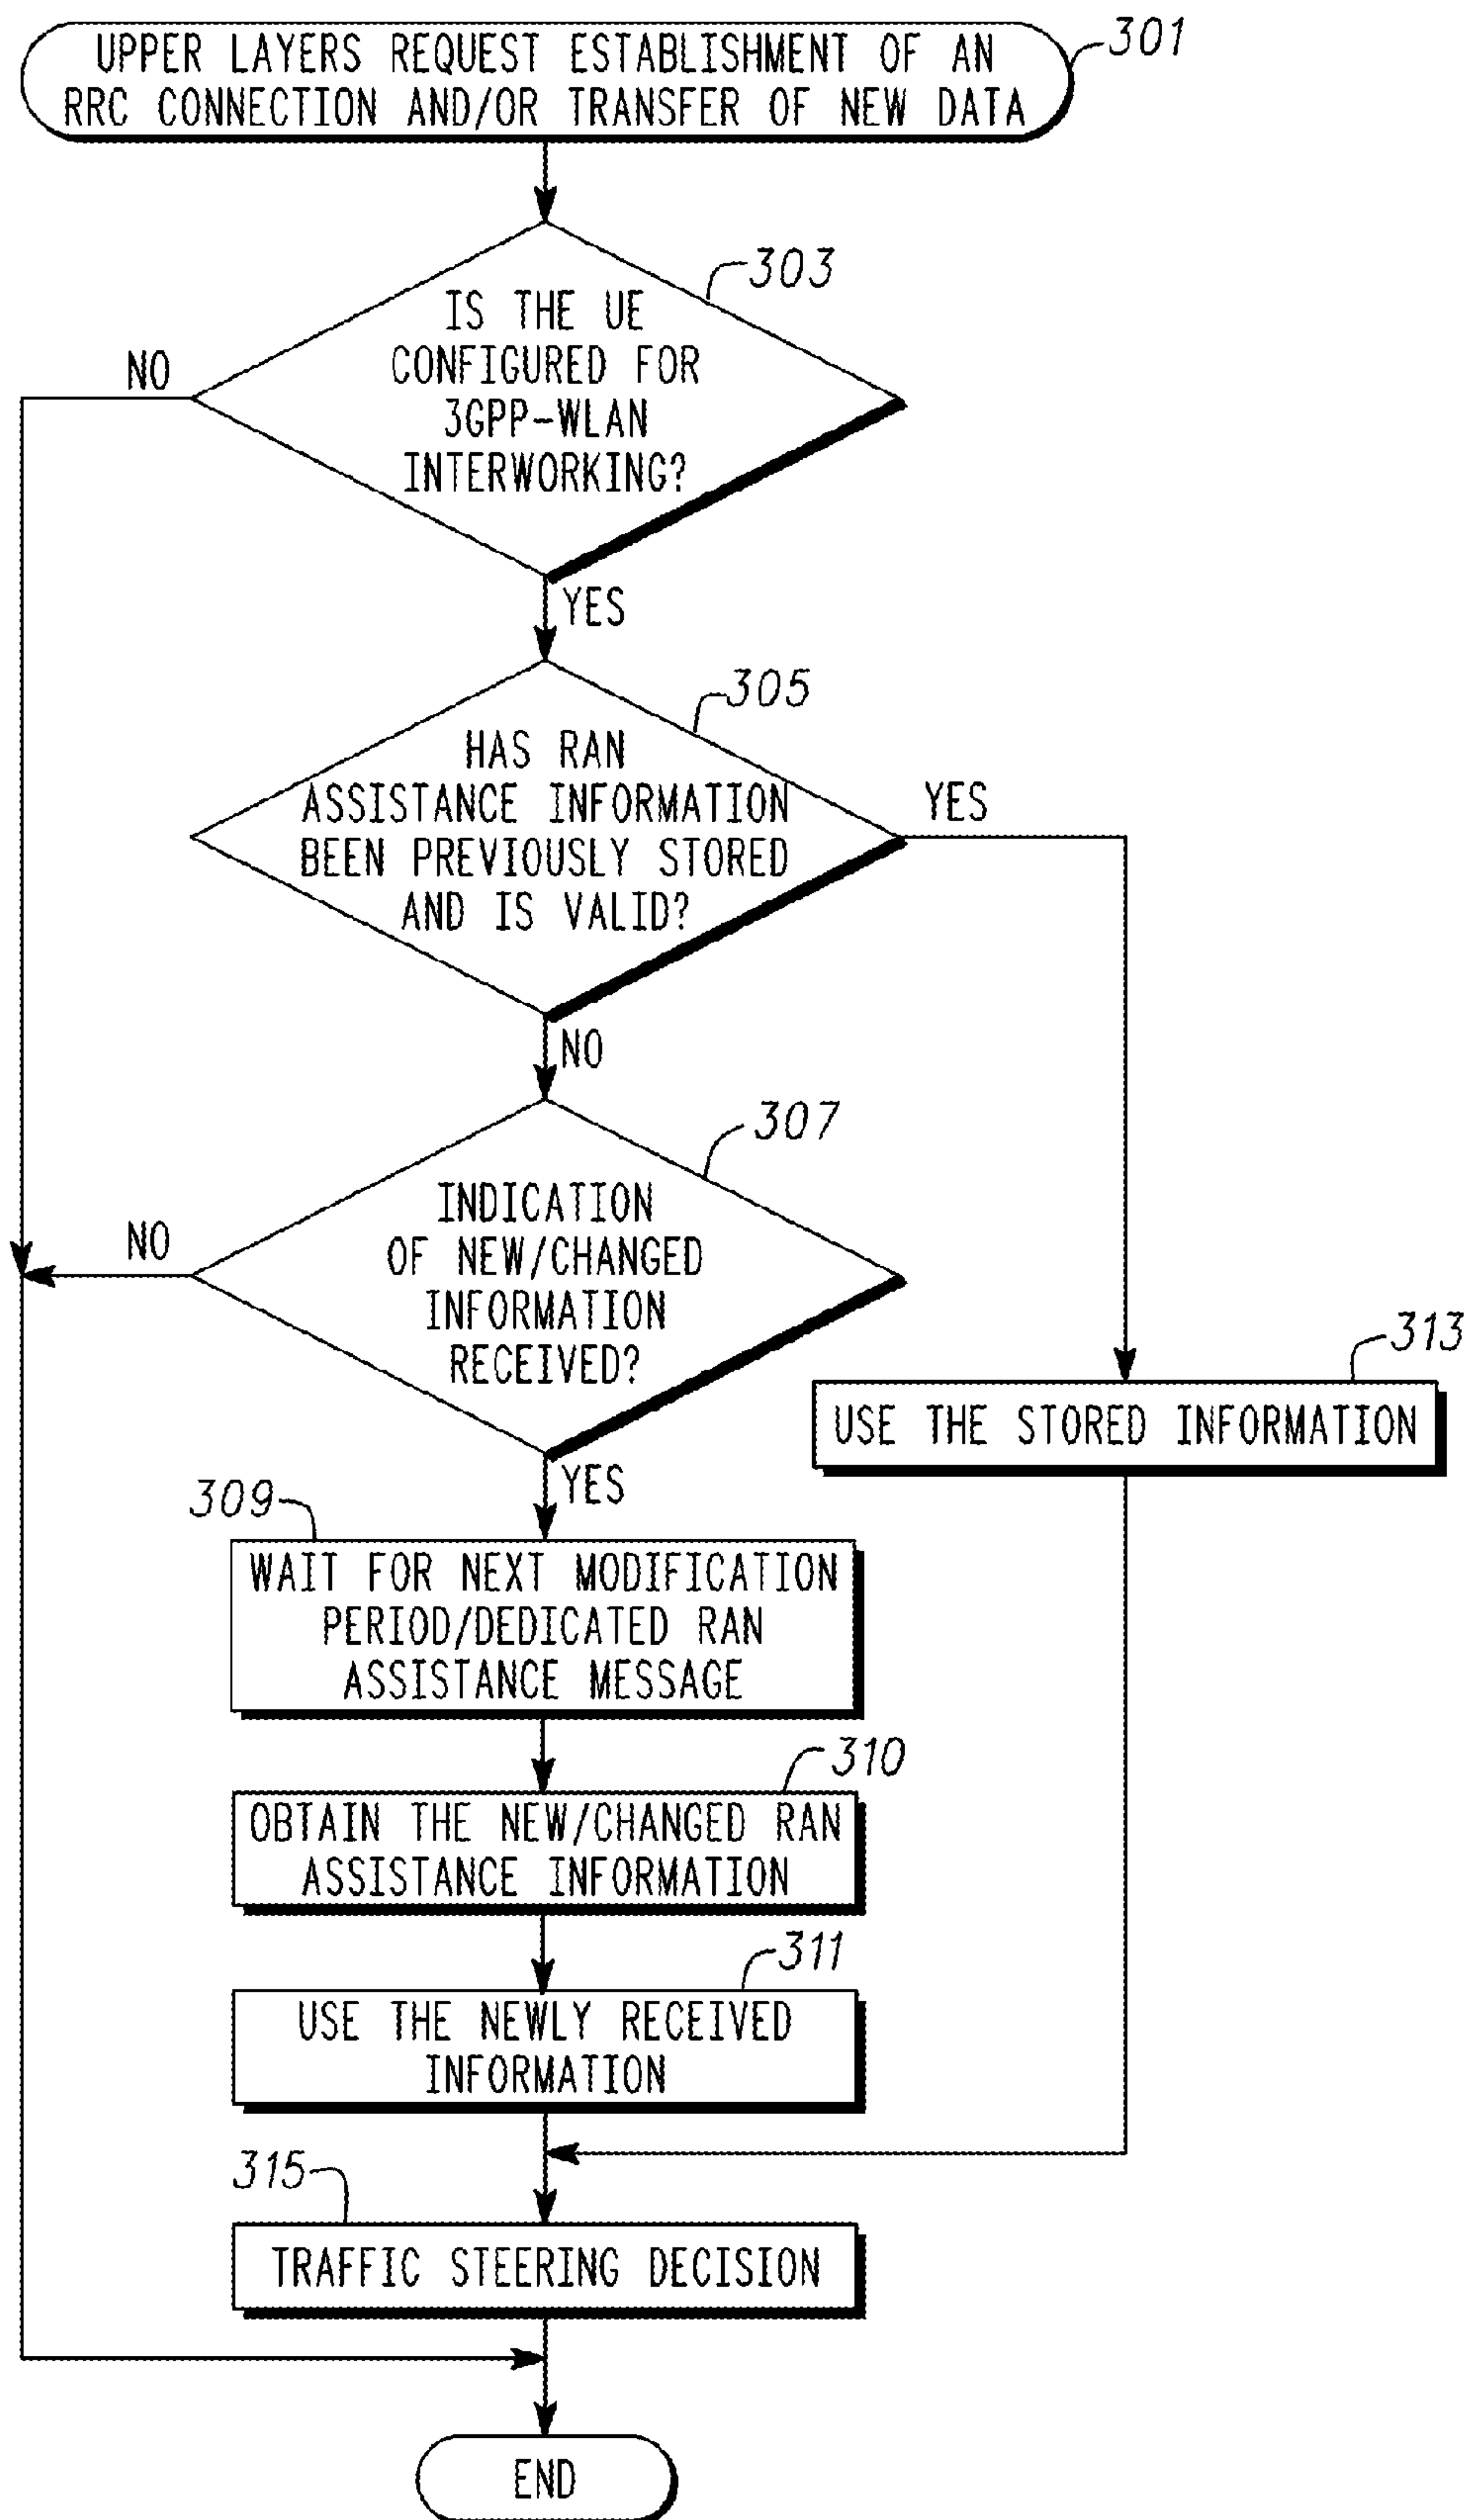 UPPER LAYERS REQUEST ESTABLISHMENT OF AN
RRC CONNECTION AND/OR TRANSFER OF NEW DATA
301
303
IS THE UE
CONFIGURED FOR
3GPP-WLAN
INTERWORKING?
NO
YES
305
HAS RAN
ASSISTANCE INFORMATION
BEEN PREVIOUSLY STORED
AND IS VALID?
YES
NO
307
INDICATION
OF NEW/CHANGED
INFORMATION
RECEIVED?
NO
YES
313
USE THE STORED INFORMATION
309
WAIT FOR NEXT MODIFICATION
PERIOD/DEDICATED RAN
ASSISTANCE MESSAGE
310
OBTAIN THE NEW/CHANGED RAN
ASSISTANCE INFORMATION
311
USE THE NEWLY RECEIVED
INFORMATION
315
TRAFFIC STEERING DECISION
END